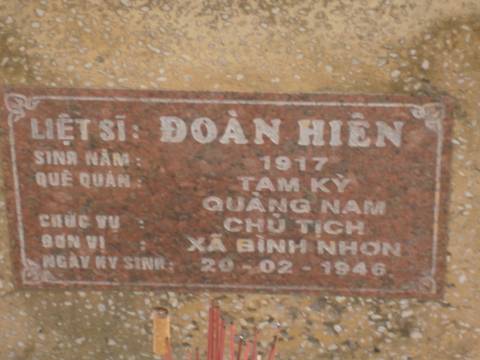 LIỆT SĨ: ĐOÀN HIÊN
SINH NĂM: 1917
QUÊ QUÁN: TAM KỲ
QUẢNG NAM
CHỨC VỤ: CHỦ TỊCH
ĐƠN VỊ: XÃ BÌNH NHƠN
NGÀY HY SINH: 20-02-1946